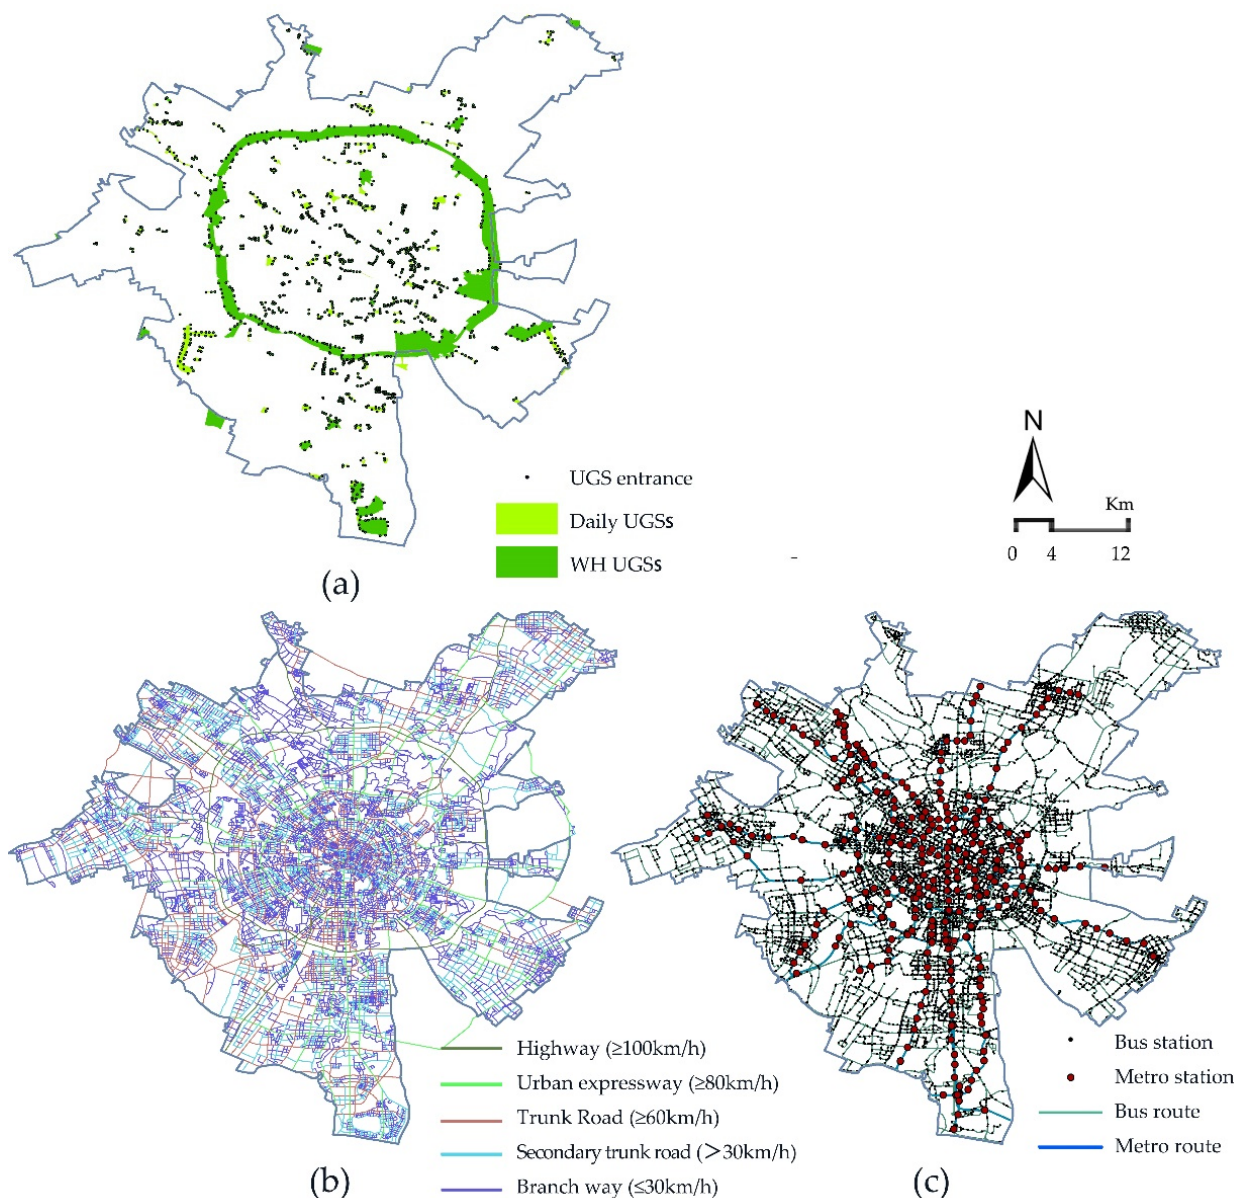 UGS entrance
Daily UGSs
WH UGSs
(a)
N
Km
0 4 12
Highway (≥100km/h)
Urban expressway (≥80km/h)
Trunk Road (≥60km/h)
Secondary trunk road (>30km/h)
Branch way (≤30km/h)
(b)
Bus station
Metro station
Bus route
Metro route
(c)